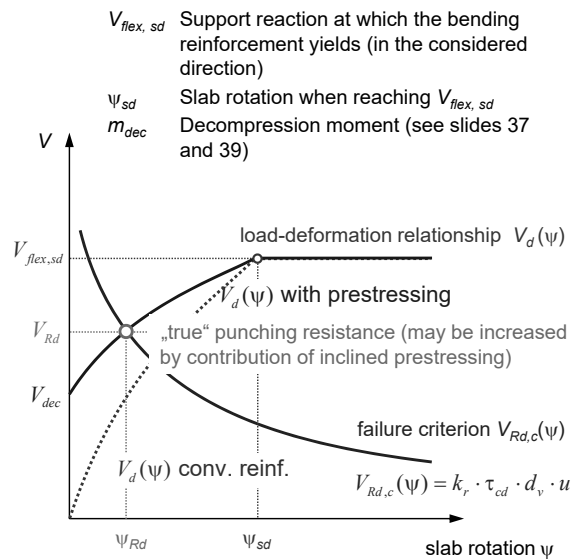 V_flex, sd Support reaction at which the bending
reinforcement yields (in the considered
direction)
ψ_sd Slab rotation when reaching V_flex, sd
m_dec Decompression moment (see slides 37
and 39)
V
load-deformation relationship V_d(ψ)
V_flex,sd
V_d(ψ) with prestressing
V_Rd
„true“ punching resistance (may be increased
by contribution of inclined prestressing)
V_dec
failure criterion V_Rd,c(ψ)
V_d(ψ) conv. reinf.
V_Rd,c(ψ) = k_r · τ_cd · d_v · u
ψ_Rd
ψ_sd
slab rotation ψ